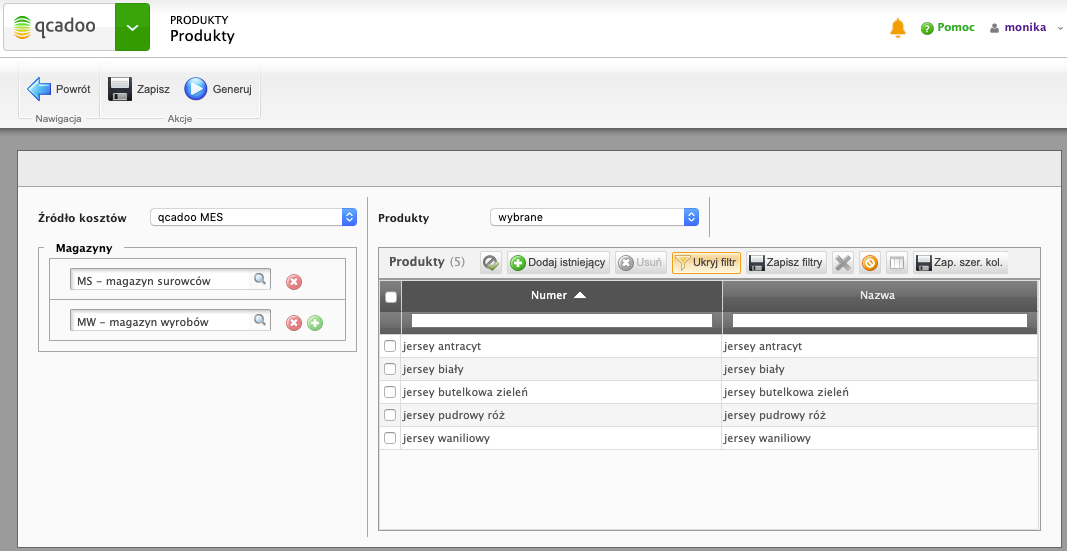 qcadoo
PRODUKTY
Produkty
Pomoc
monika
Powrót
Zapisz
Generuj
Nawigacja
Akcje
Źródło kosztów
qcadoo MES
Produkty
wybrane
Magazyny
MS – magazyn surowców
MW – magazyn wyrobów
Produkty (5)
Dodaj istniejący
Usuń
Ukryj filtr
Zapisz filtry
Zap. szer. kol.
Numer
Nazwa
jersey antracyt jersey antracyt
jersey biały jersey biały
jersey butelkowa zieleń jersey butelkowa zieleń
jersey pudrowy róż jersey pudrowy róż
jersey waniliowy jersey waniliowy